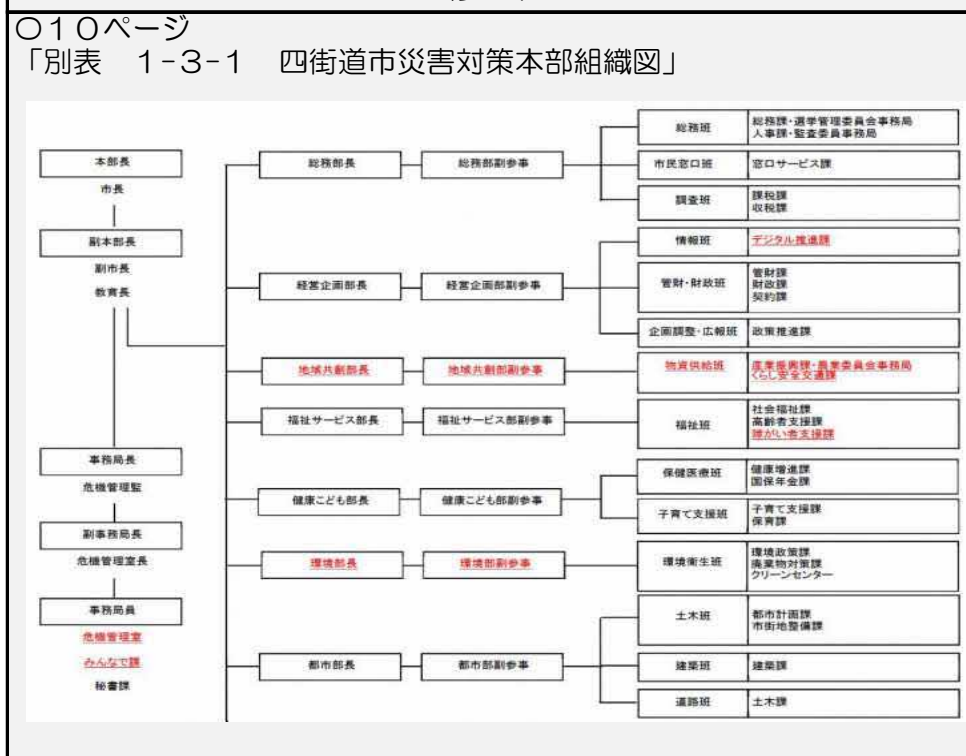 〇10ページ
「別表　1-3-1　四街道市災害対策本部組織図」
本部長
市長
副本部長
副市長
教育長
事務局長
危機管理監
副事務局長
危機管理室長
事務局員
危機管理室
みんなで課
秘書課
総務部長
総務部副参事
総務班
総務課・選挙管理委員会事務局
人事課・監査委員事務局
市民窓口班
窓口サービス課
調査班
課税課
収税課
経営企画部長
経営企画部副参事
情報班
デジタル推進課
管財・財政班
管財課
財政課
契約課
企画調整・広報班
政策推進課
地域共創部長
地域共創部副参事
物資供給班
産業振興課・農業委員会事務局
くらし安全交通課
福祉サービス部長
福祉サービス部副参事
福祉班
社会福祉課
高齢者支援課
障がい者支援課
健康こども部長
健康こども部副参事
保健医療班
健康増進課
国保年金課
子育て支援班
子育て支援課
保育課
環境部長
環境部副参事
環境衛生班
環境政策課
廃棄物対策課
クリーンセンター
都市部長
都市部副参事
土木班
都市計画課
市街地整備課
建築班
建築課
道路班
土木課